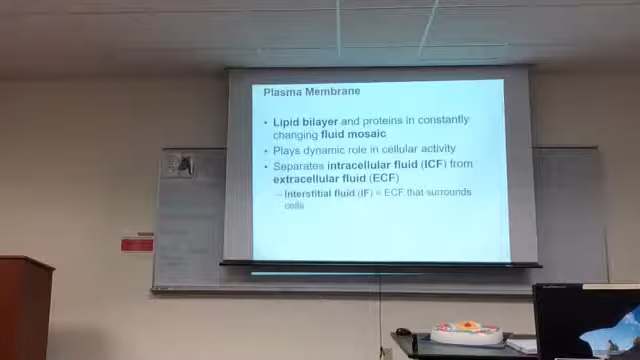 Plasma Membrane
• Lipid bilayer and proteins in constantly
changing fluid mosaic
• Plays dynamic role in cellular activity
• Separates intracellular fluid (ICF) from
extracellular fluid (ECF)
– Interstitial fluid (IF) = ECF that surrounds
cells